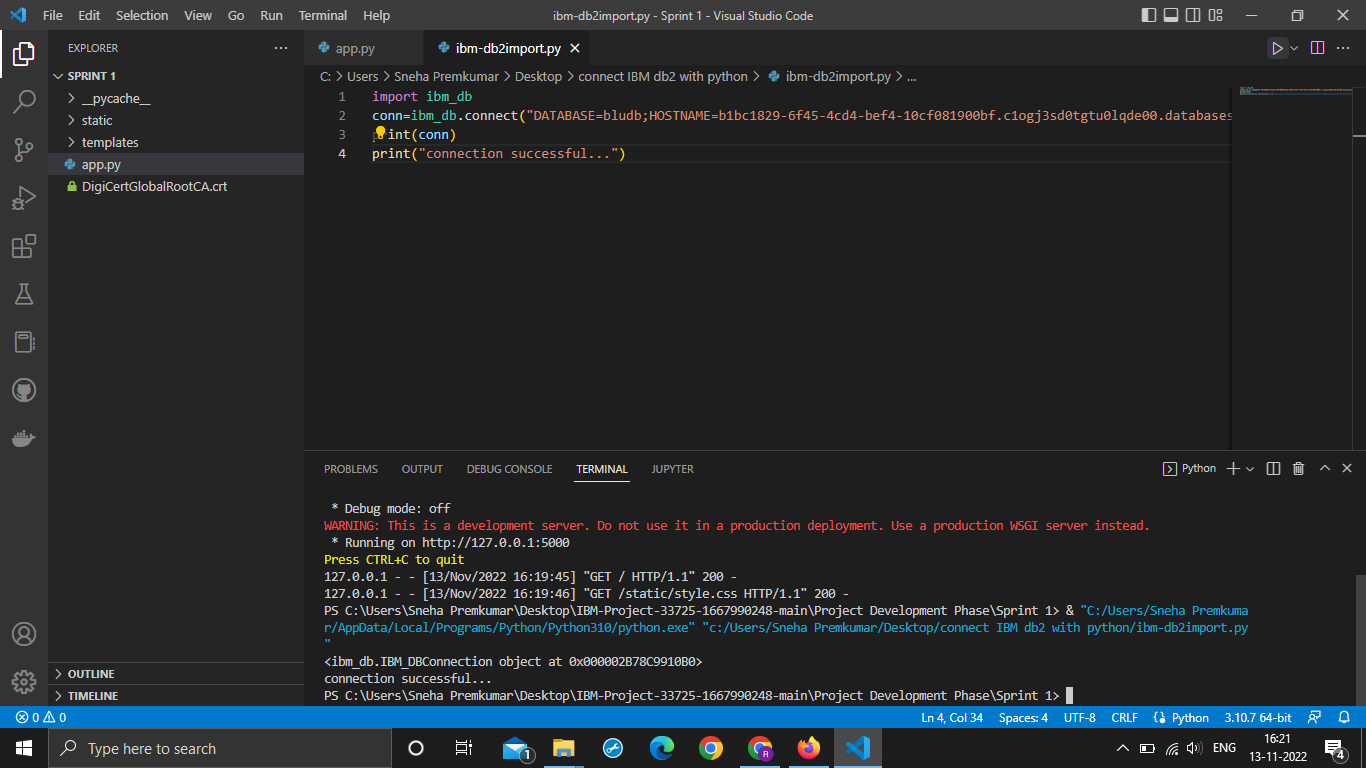 File Edit Selection View Go Run Terminal Help ibm-db2import.py - Sprint 1 - Visual Studio Code
EXPLORER
app.py ibm-db2import.py
SPRINT 1
__pycache__
static
templates
app.py
DigiCertGlobalRootCA.crt
C: > Users > Sneha Premkumar > Desktop > connect IBM db2 with python > ibm-db2import.py > ...
1 import ibm_db
2 conn=ibm_db.connect("DATABASE=bludb;HOSTNAME=b1bc1829-6f45-4cd4-bef4-10cf081900bf.c1ogj3sd0tgtu0lqde00.databases
3 print(conn)
4 print("connection successful...")
PROBLEMS OUTPUT DEBUG CONSOLE TERMINAL JUPYTER Python
* Debug mode: off
WARNING: This is a development server. Do not use it in a production deployment. Use a production WSGI server instead.
* Running on http://127.0.0.1:5000
Press CTRL+C to quit
127.0.0.1 - - [13/Nov/2022 16:19:45] "GET / HTTP/1.1" 200 -
127.0.0.1 - - [13/Nov/2022 16:19:46] "GET /static/style.css HTTP/1.1" 200 -
PS C:\Users\Sneha Premkumar\Desktop\IBM-Project-33725-1667990248-main\Project Development Phase\Sprint 1> & "C:/Users/Sneha Premkuma
r/AppData/Local/Programs/Python/Python310/python.exe" "c:/Users/Sneha Premkumar/Desktop/connect IBM db2 with python/ibm-db2import.py
"
<ibm_db.IBM_DBConnection object at 0x000002B78C9910B0>
connection successful...
PS C:\Users\Sneha Premkumar\Desktop\IBM-Project-33725-1667990248-main\Project Development Phase\Sprint 1>
OUTLINE
TIMELINE
0 0 Ln 4, Col 34 Spaces: 4 UTF-8 CRLF Python 3.10.7 64-bit
Type here to search
1
R
ENG
16:21
13-11-2022
4